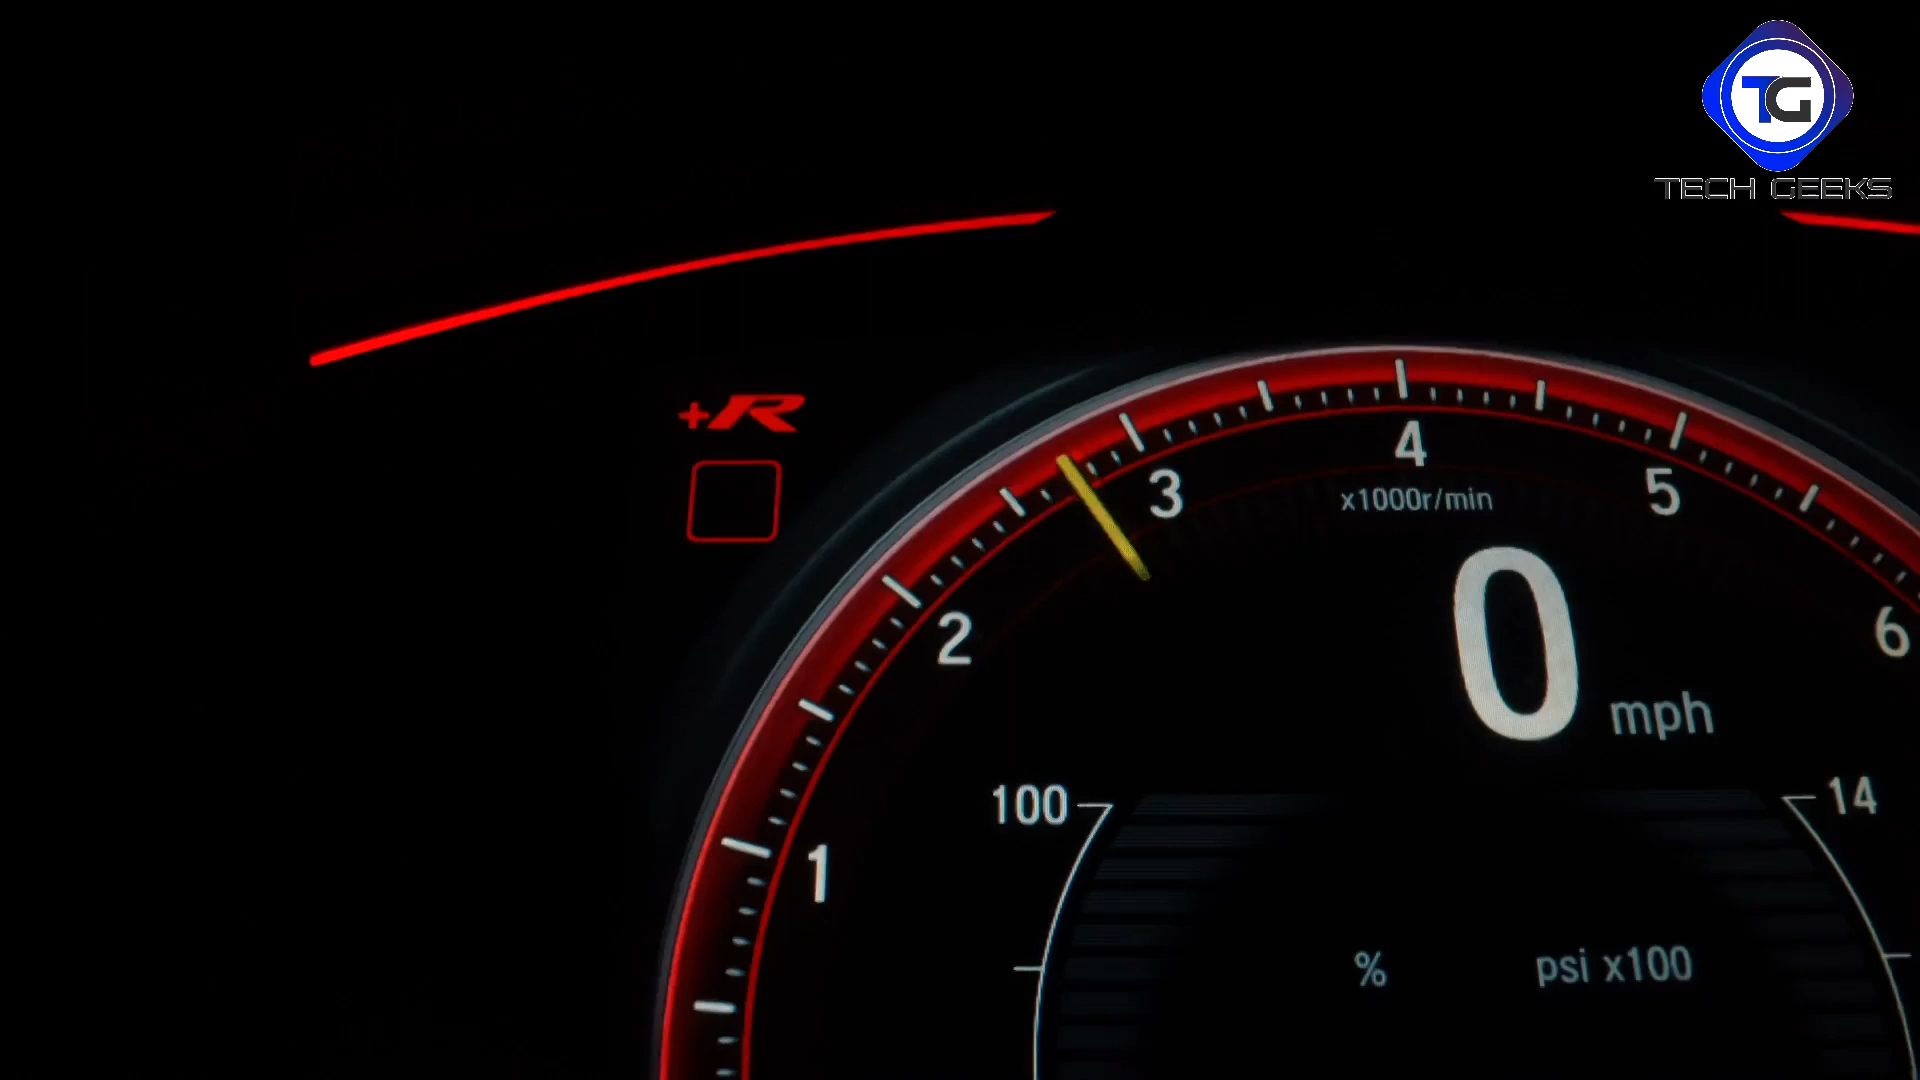 TG
TECH GEEKS
+R
4
3
5
x1000r/min
2
6
0 mph
100
14
1
% psi x100